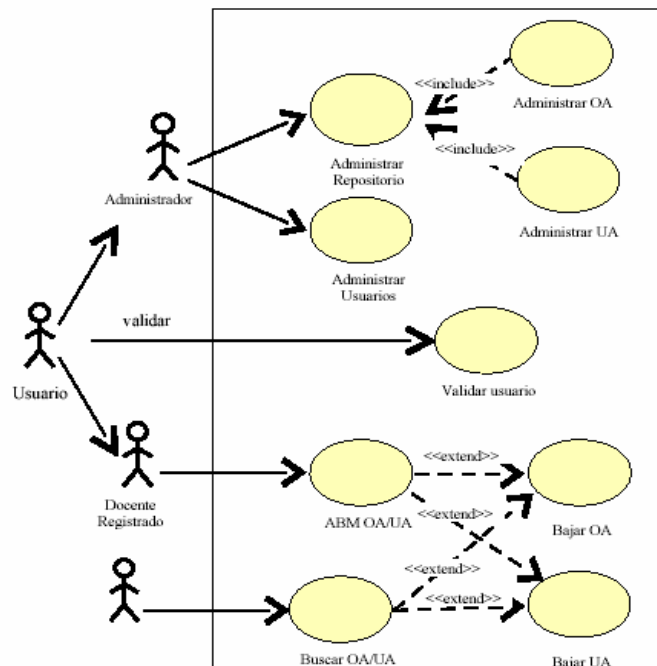 <<include>>
Administrar OA
Administrar
Repositorio
<<include>>
Administrador
Administrar UA
Administrar
Usuarios
validar
Usuario
Validar usuario
<<extend>>
Docente
Registrado
ABM OA/UA
<<extend>>
Bajar OA
<<extend>>
<<extend>>
Buscar OA/UA
Bajar UA